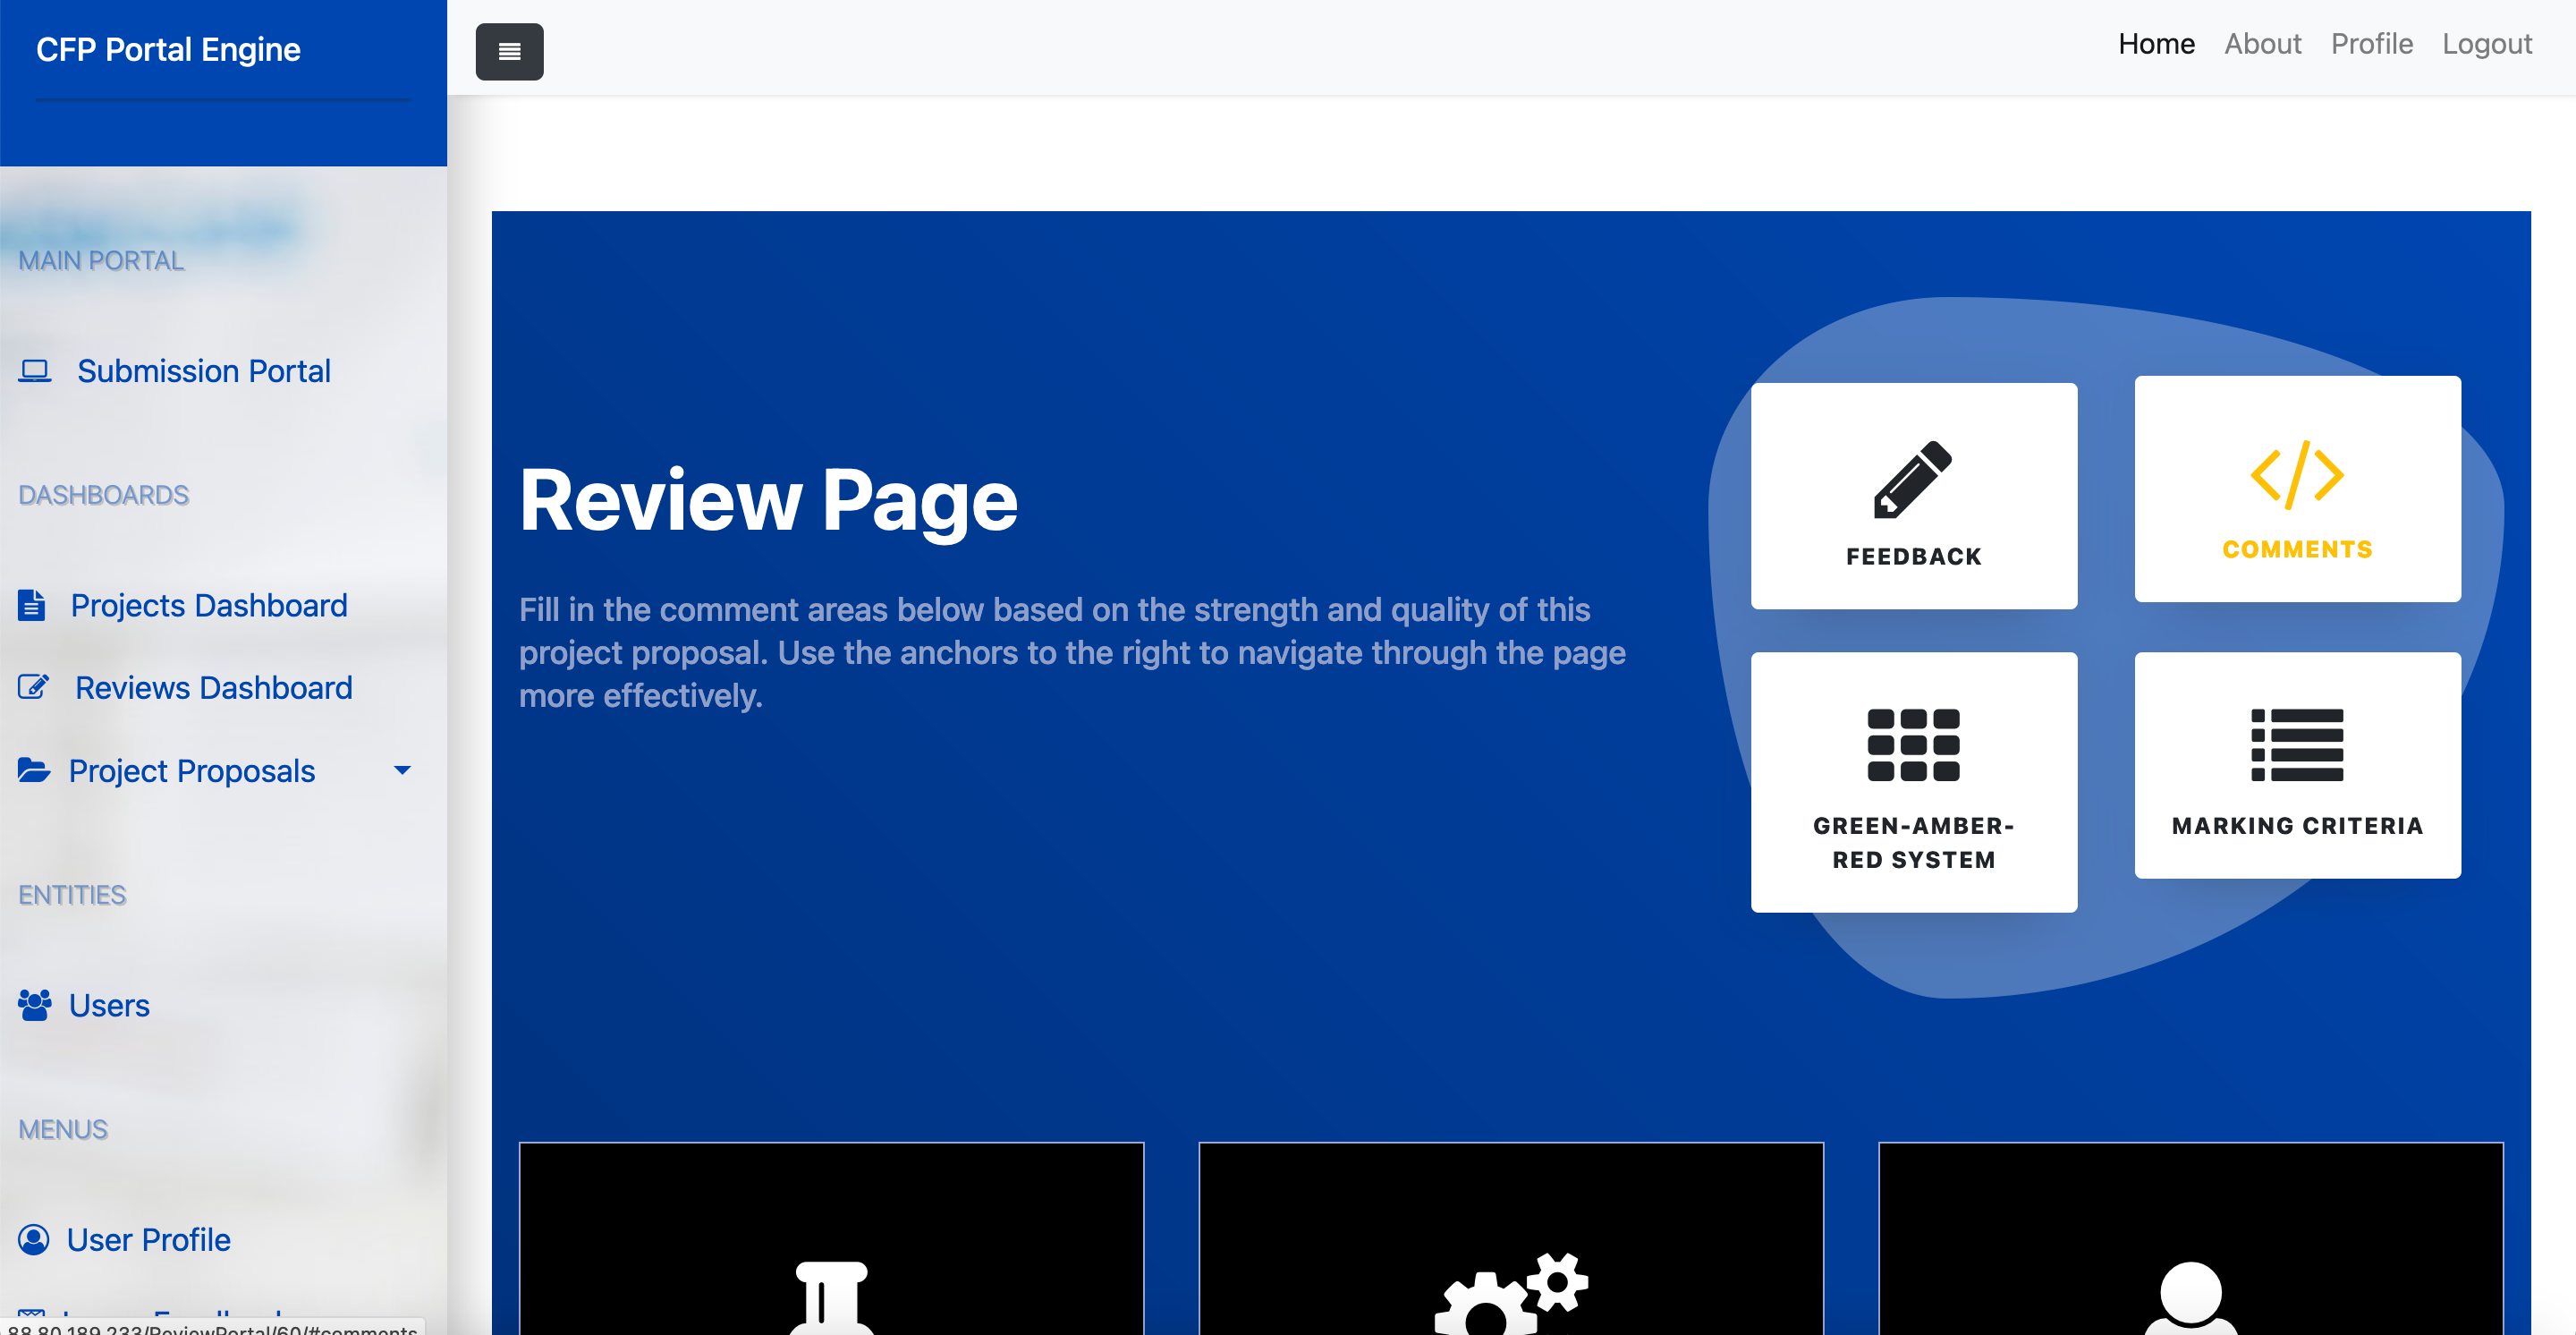 CFP Portal Engine
Home About Profile Logout
MAIN PORTAL
Submission Portal
DASHBOARDS
Projects Dashboard
Reviews Dashboard
Project Proposals
ENTITIES
Users
MENUS
User Profile
Review Page
Fill in the comment areas below based on the strength and quality of this
project proposal. Use the anchors to the right to navigate through the page
more effectively.
FEEDBACK
COMMENTS
GREEN-AMBER-
RED SYSTEM
MARKING CRITERIA
88.80.189.233/ReviewPortal/60/#comments